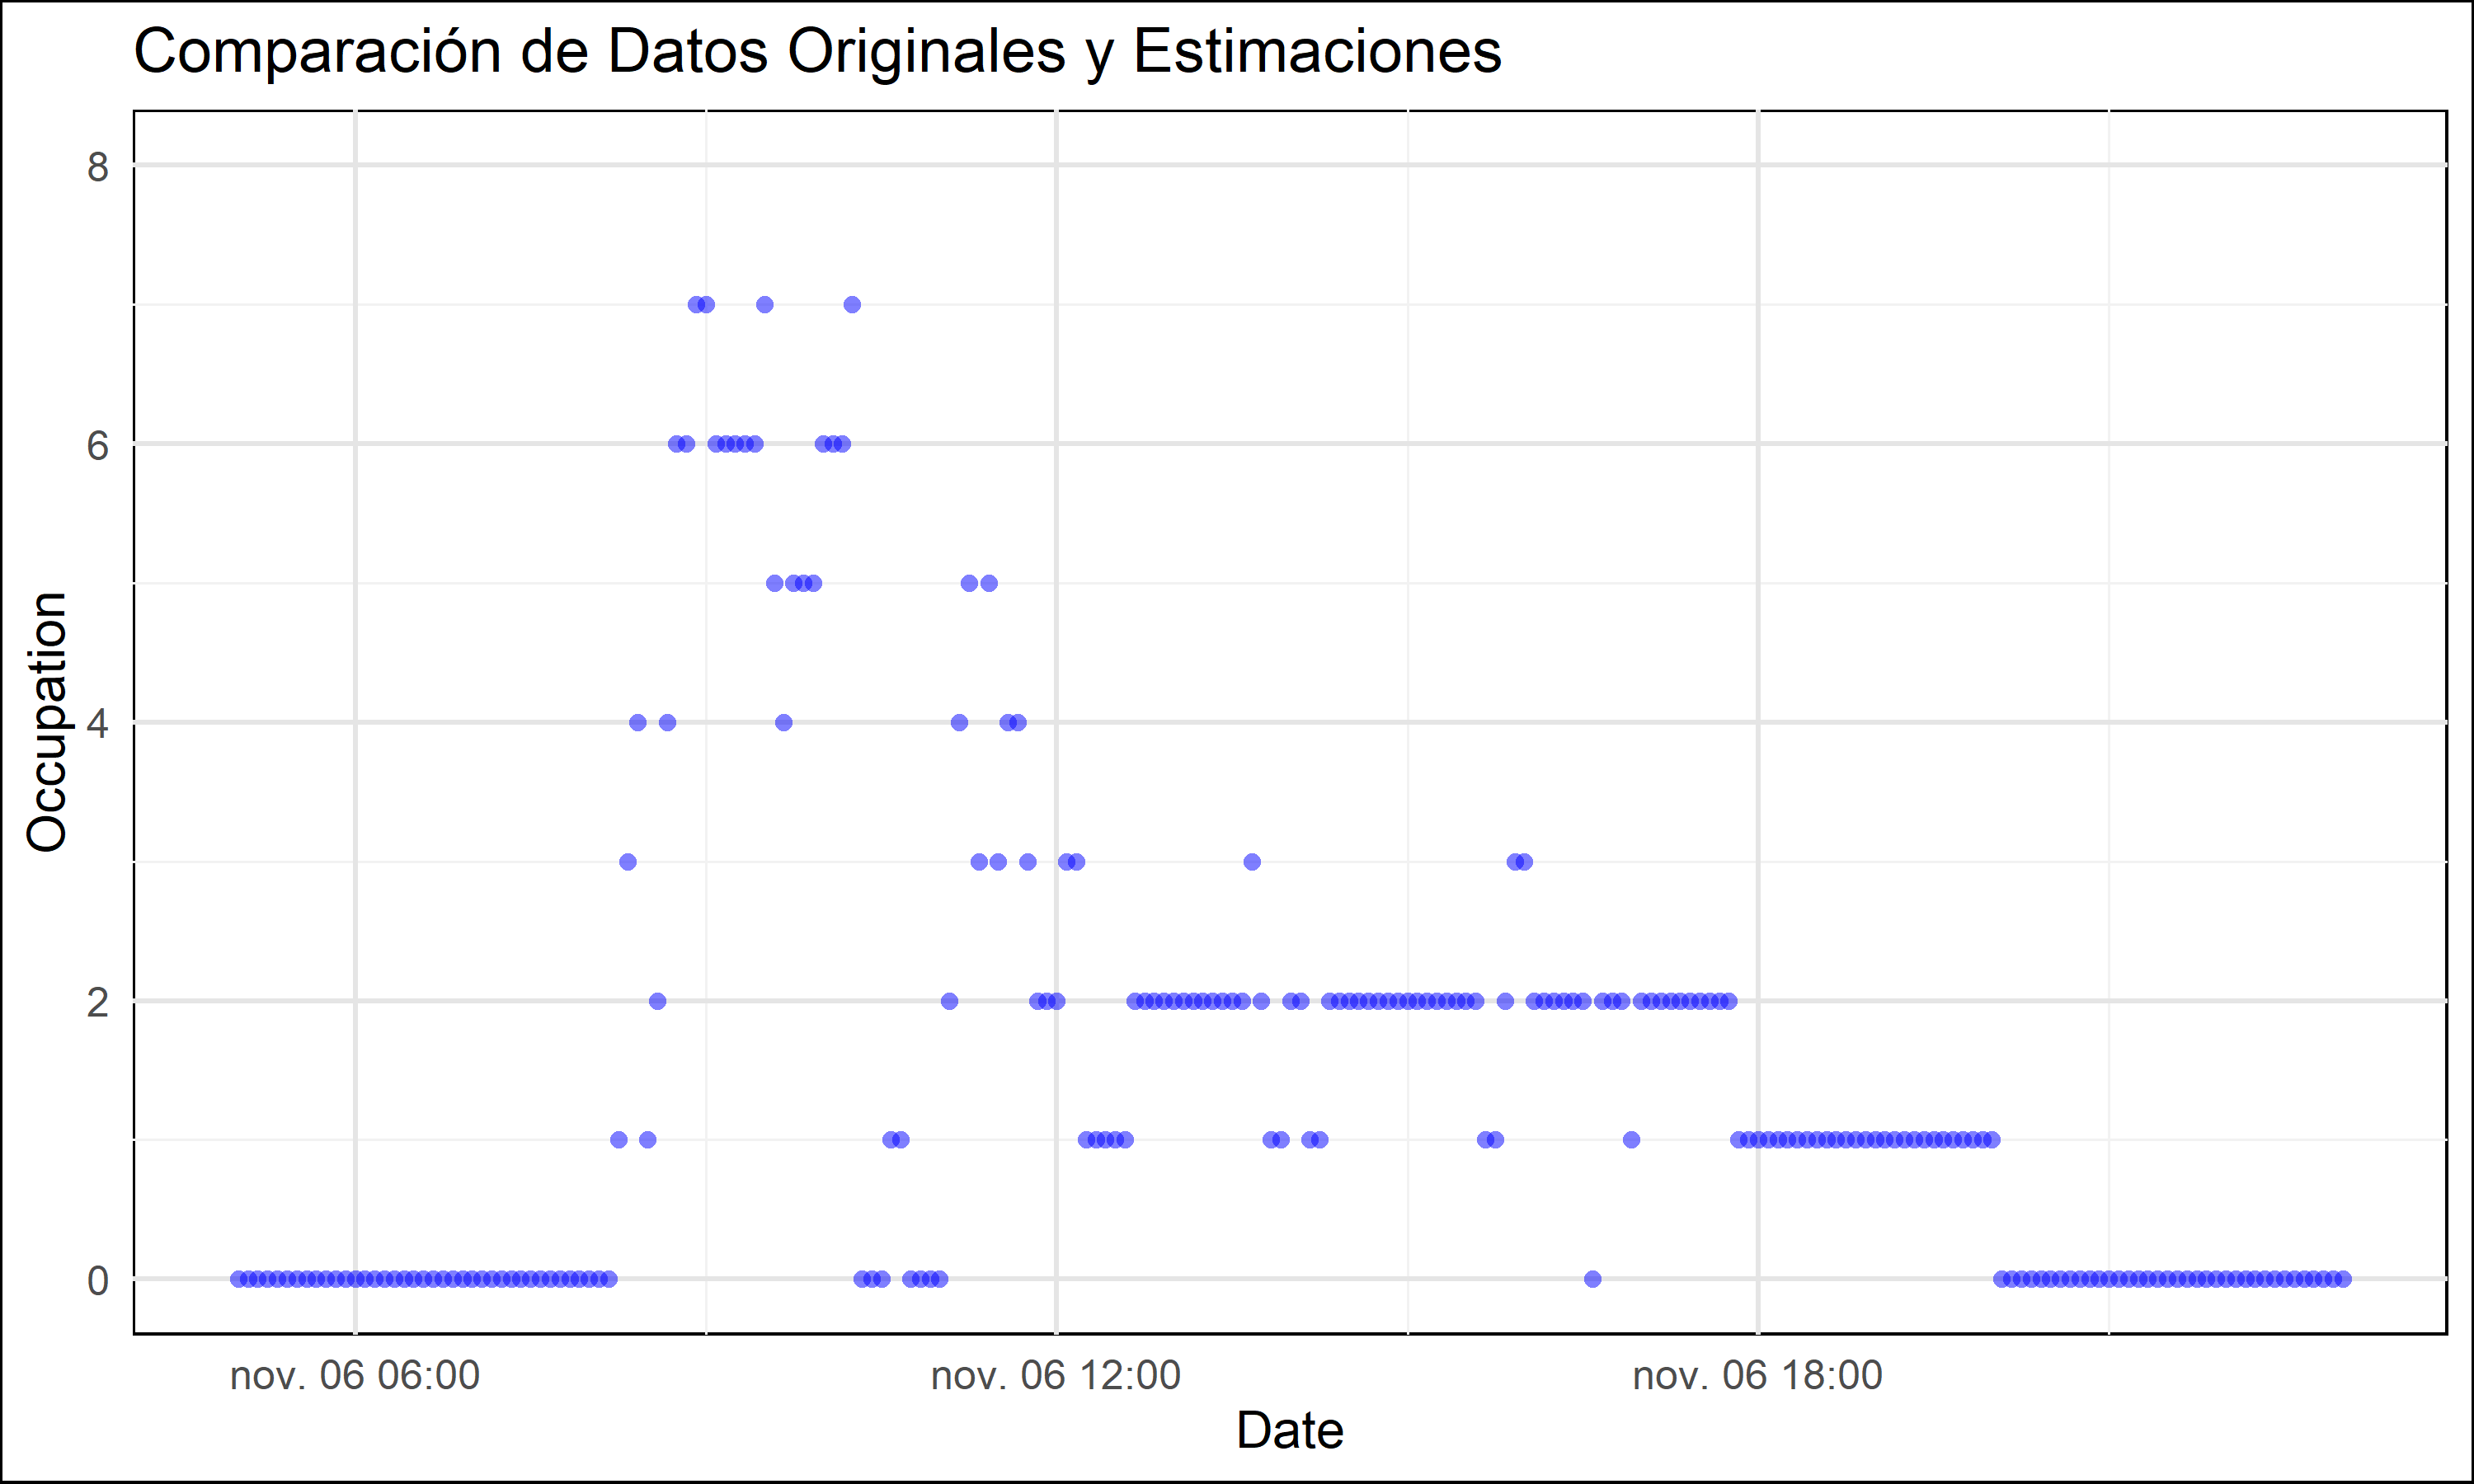 Comparación de Datos Originales y Estimaciones
8
6
4
2
0
Occupation
nov. 06 06:00
nov. 06 12:00
nov. 06 18:00
Date